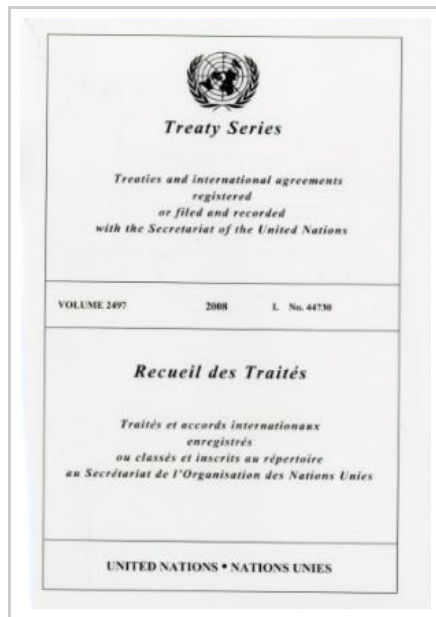 Treaty Series
Treaties and international agreements
registered
or filed and recorded
with the Secretariat of the United Nations
VOLUME 2497 2008 I. No. 44730
Recueil des Traités
Traités et accords internationaux
enregistrés
ou classés et inscrits au répertoire
au Secrétariat de l'Organisation des Nations Unies
UNITED NATIONS • NATIONS UNIES